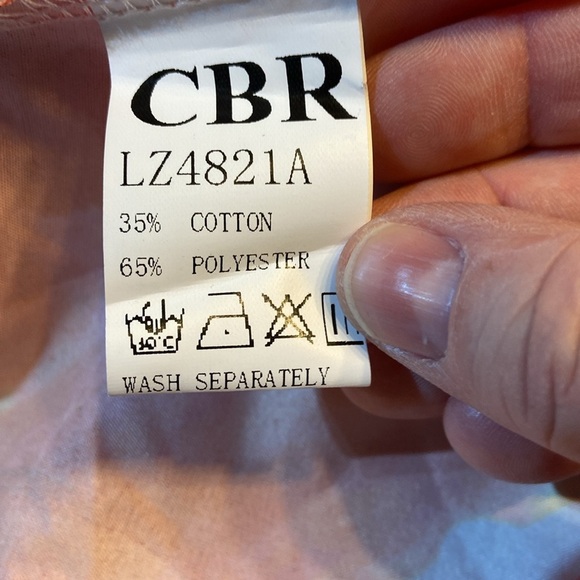 CBR
LZ4821A
35% COTTON
65% POLYESTER
WASH SEPARATELY